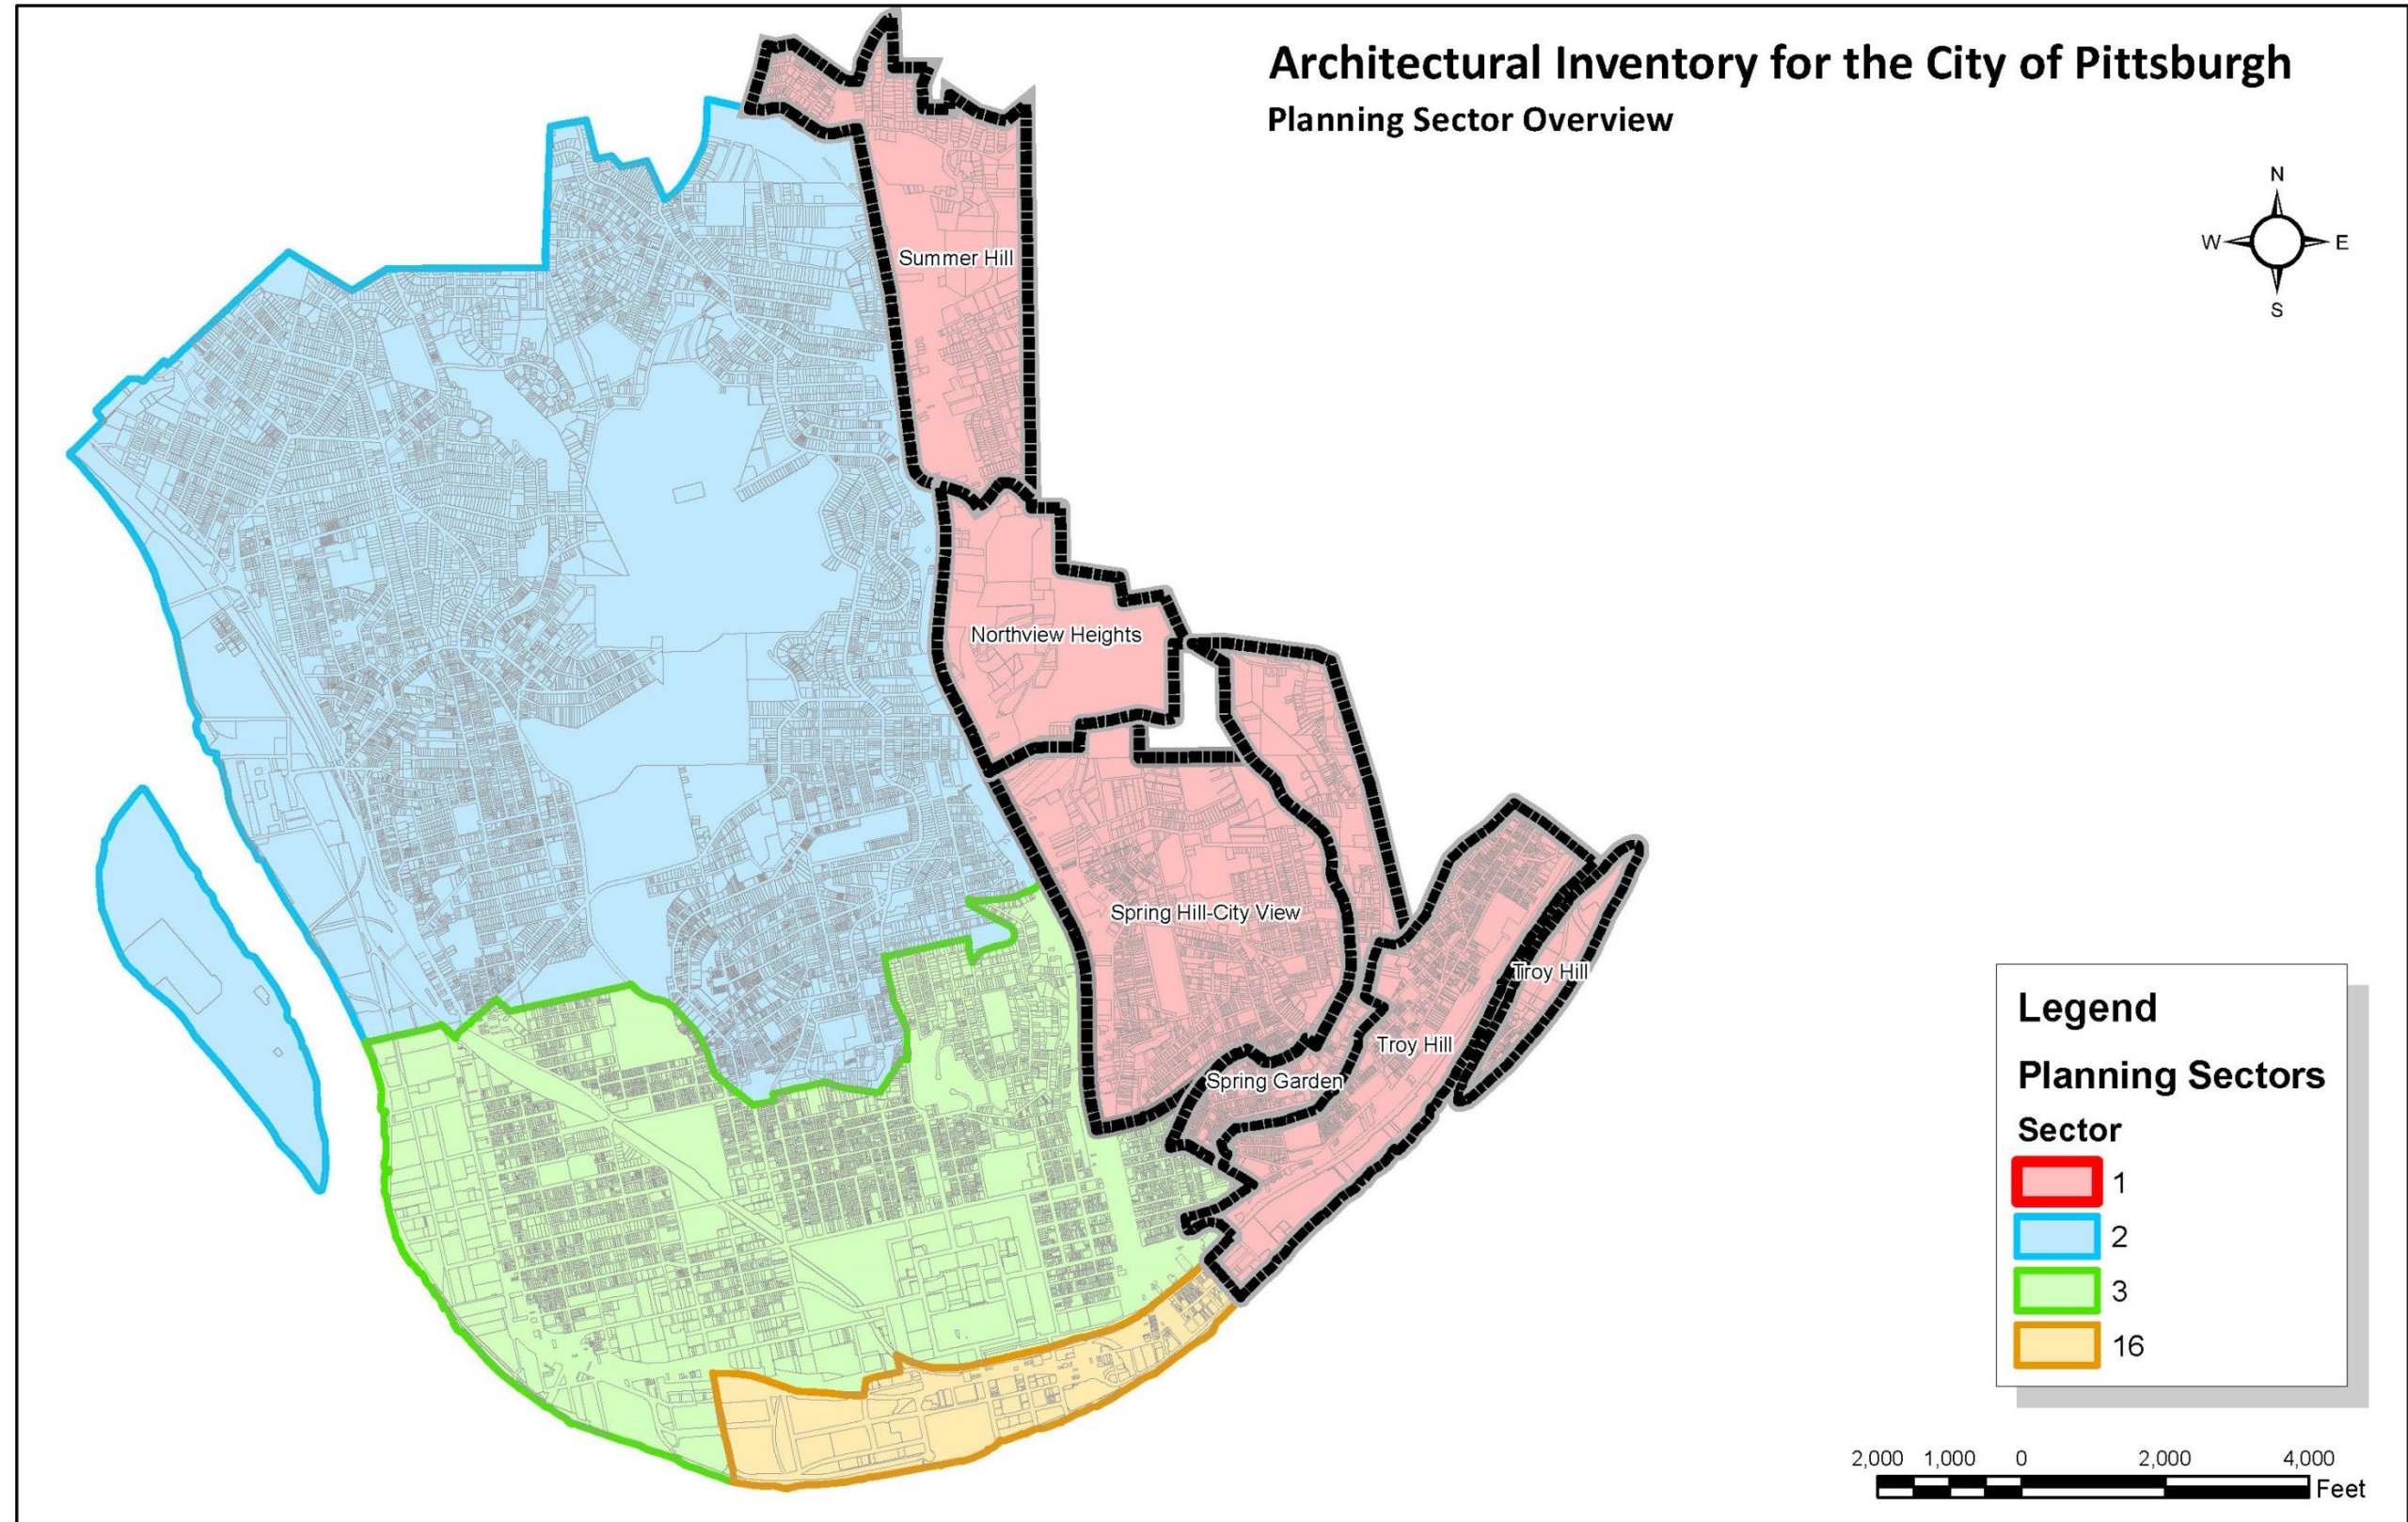 Architectural Inventory for the City of Pittsburgh
Planning Sector Overview
N
W E
S
Summer Hill
Northview Heights
Spring Hill-City View
Troy Hill
Troy Hill
Spring Garden
Legend
Planning Sectors
Sector
1
2
3
16
2,000 1,000 0 2,000 4,000
Feet